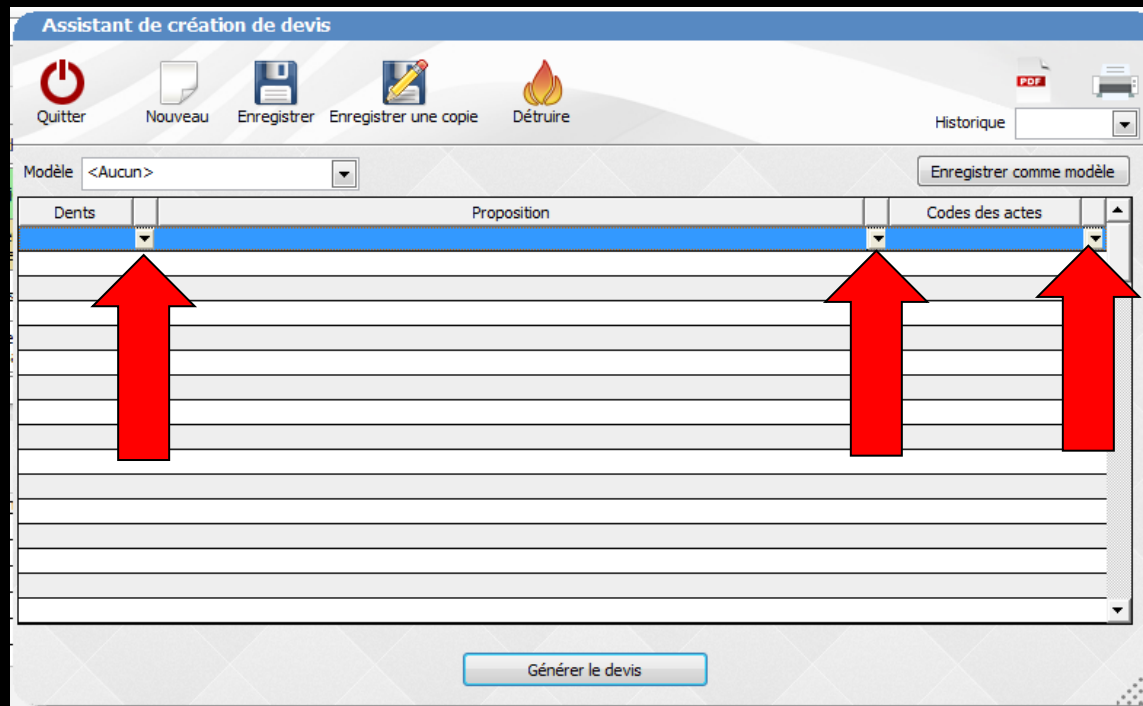 Assistant de création de devis
Quitter
Nouveau
Enregistrer
Enregistrer une copie
Détruire
PDF
Historique
Modèle <Aucun>
Enregistrer comme modèle
Dents Proposition Codes des actes
Générer le devis